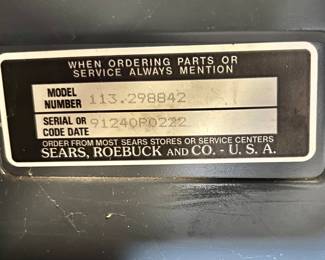 WHEN ORDERING PARTS OR
SERVICE ALWAYS MENTION
MODEL
NUMBER 113.298842
SERIAL OR
CODE DATE 91240P0222
ORDER FROM MOST SEARS STORES OR SERVICE CENTERS
SEARS, ROEBUCK AND CO. - U. S. A.